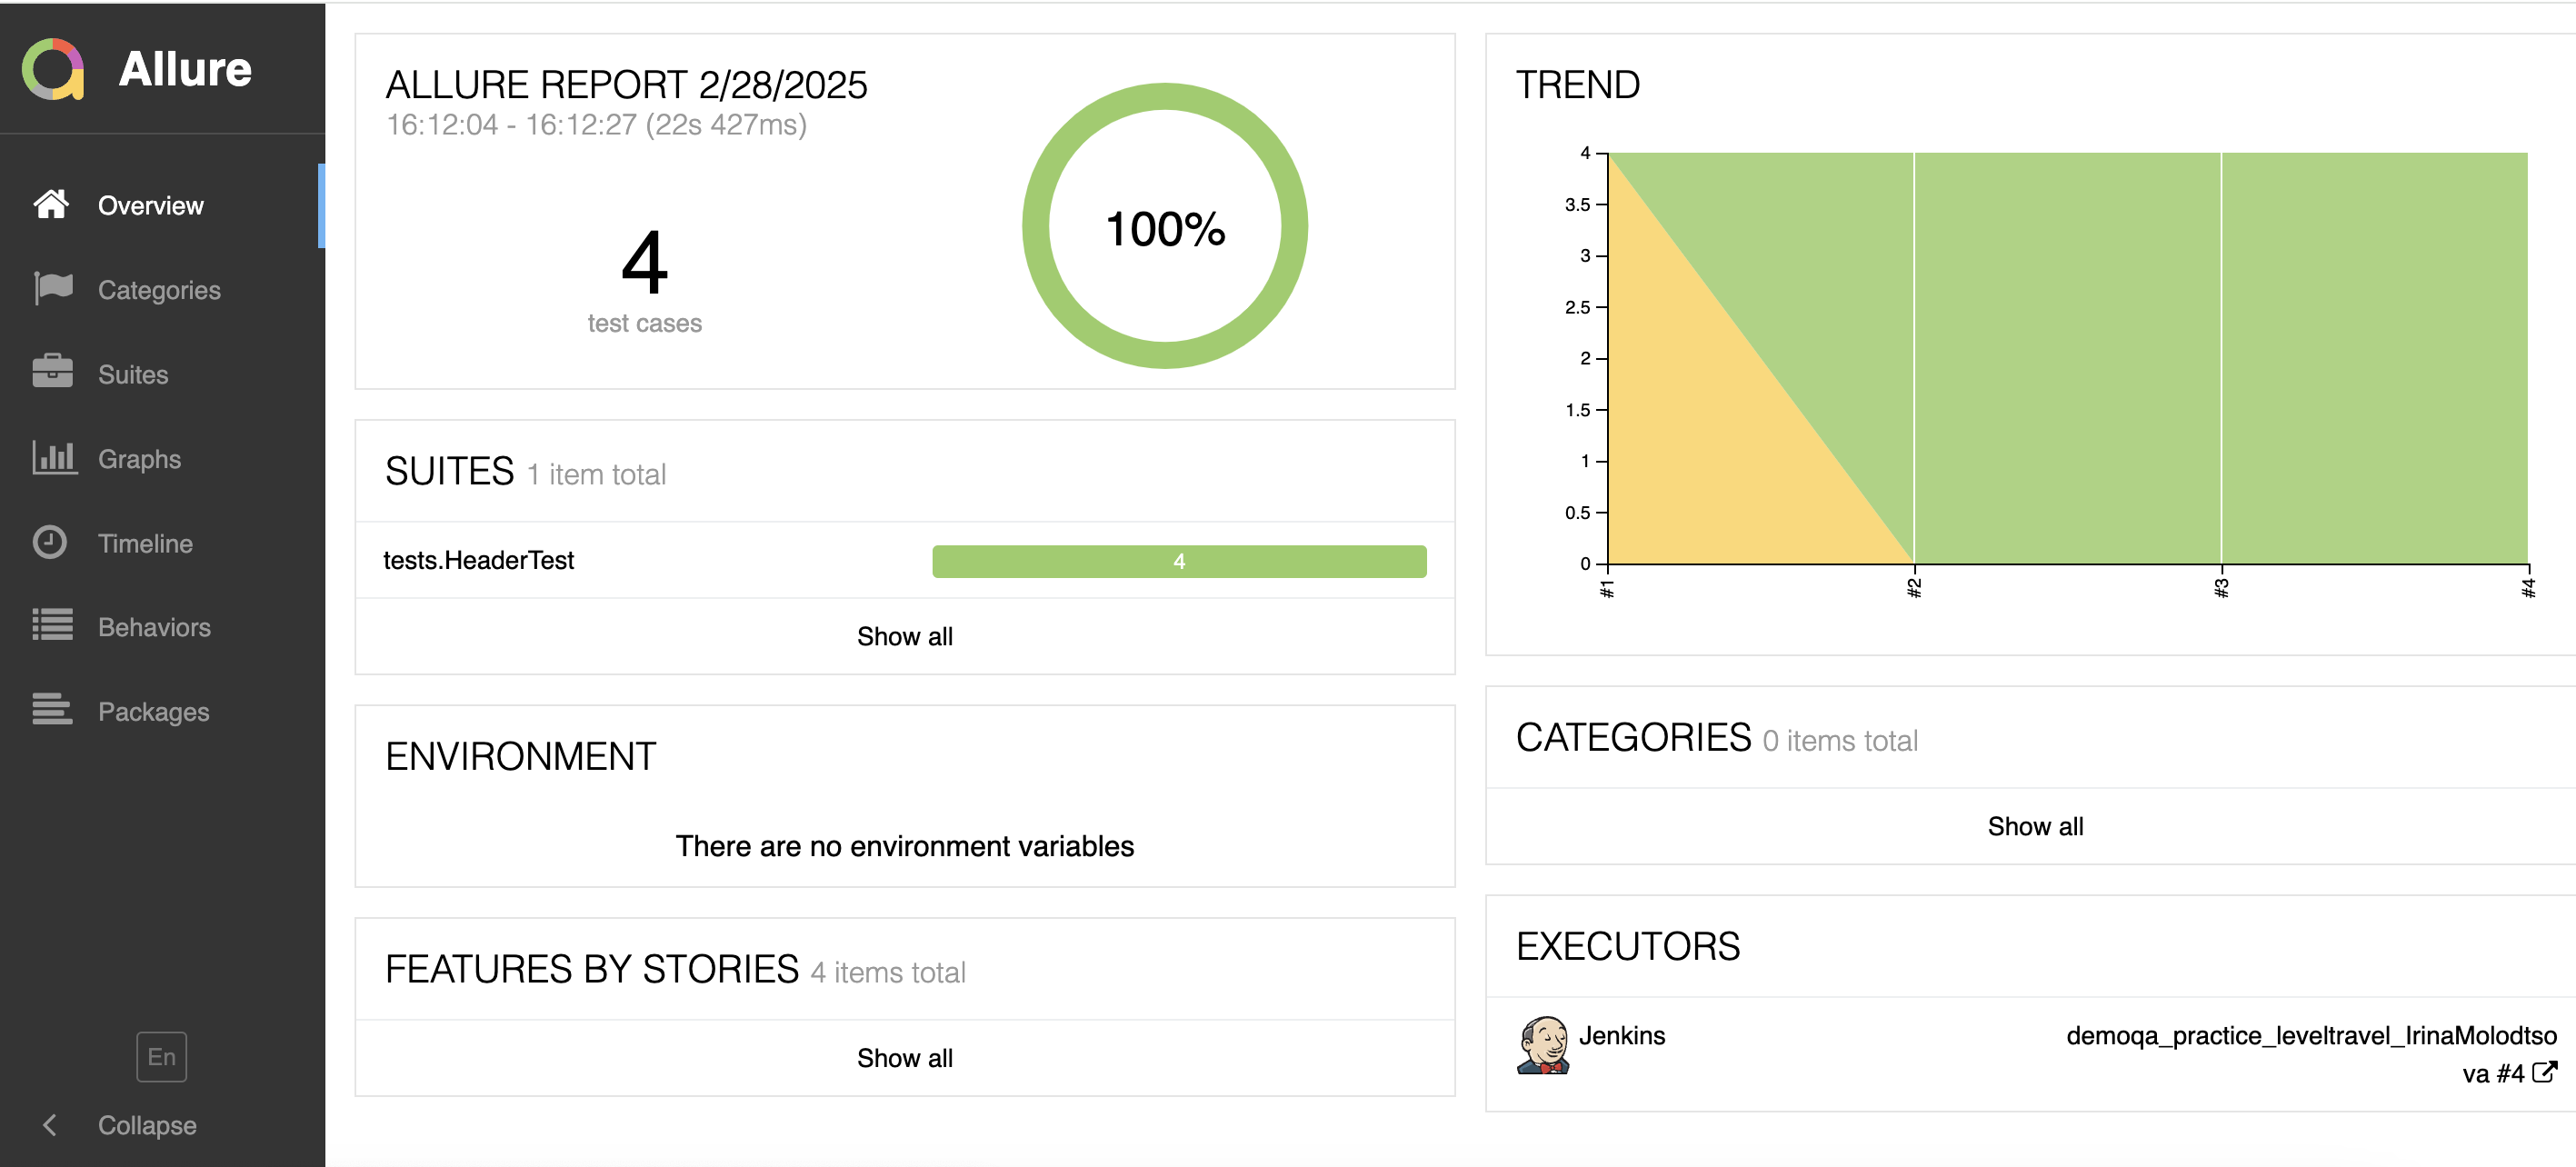 Allure
Overview
Categories
Suites
Graphs
Timeline
Behaviors
Packages
En
Collapse
ALLURE REPORT 2/28/2025
16:12:04 - 16:12:27 (22s 427ms)
4
test cases
100%
SUITES 1 item total
tests.HeaderTest 4
Show all
ENVIRONMENT
There are no environment variables
FEATURES BY STORIES 4 items total
Show all
TREND
4
3.5
3
2.5
2
1.5
1
0.5
0
#1 #2 #3 #4
CATEGORIES 0 items total
Show all
EXECUTORS
Jenkins demoqa_practice_leveltravel_IrinaMolodtso
va #4